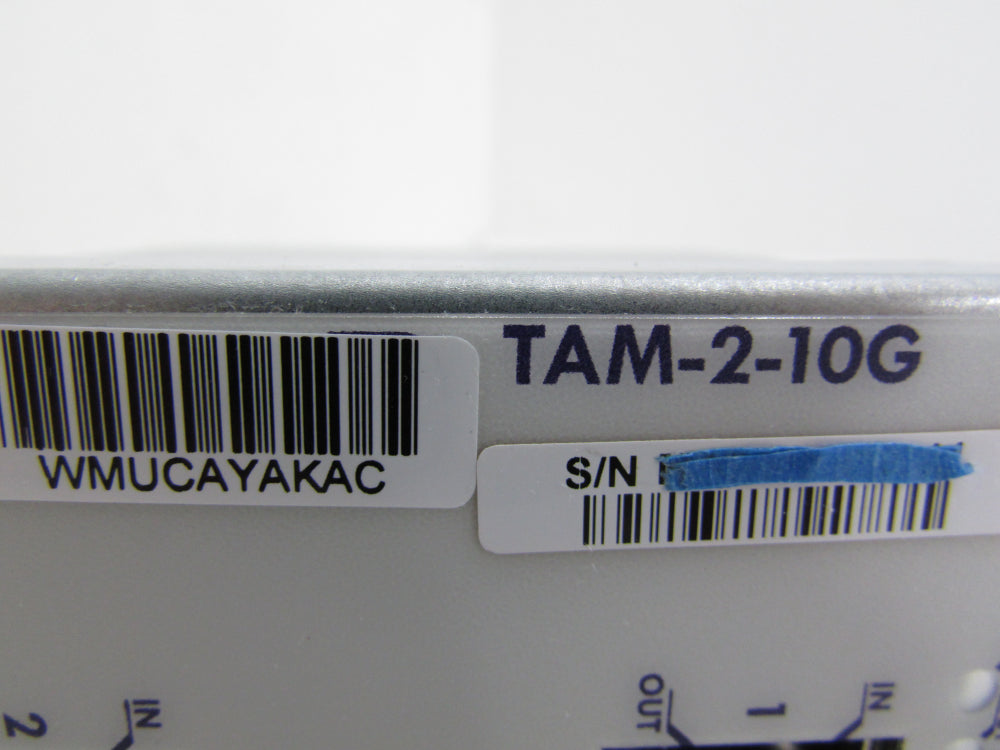 TAM-2-10G
WMUCAYAKAC
S/N
2
IN
OUT
1
IN